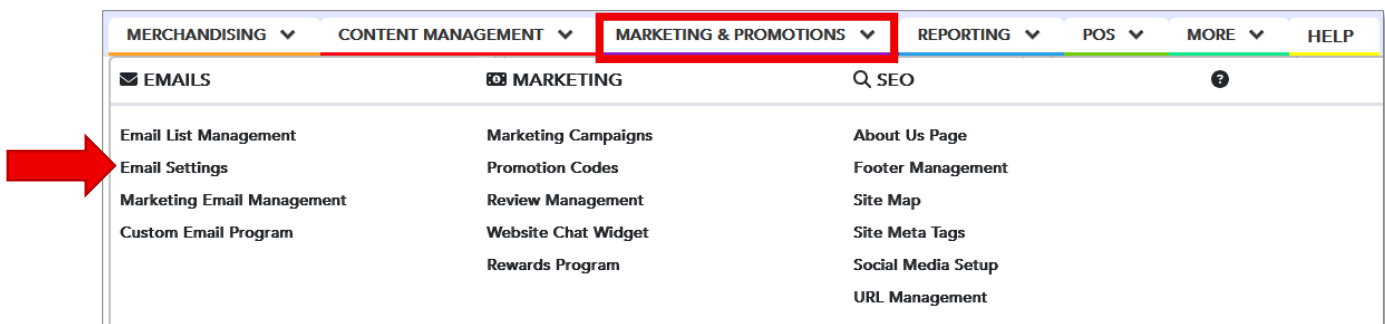 MERCHANDISING CONTENT MANAGEMENT MARKETING & PROMOTIONS REPORTING POS MORE HELP
EMAILS MARKETING SEO ?
Email List Management Marketing Campaigns About Us Page
Email Settings Promotion Codes Footer Management
Marketing Email Management Review Management Site Map
Custom Email Program Website Chat Widget Site Meta Tags
Rewards Program Social Media Setup
URL Management